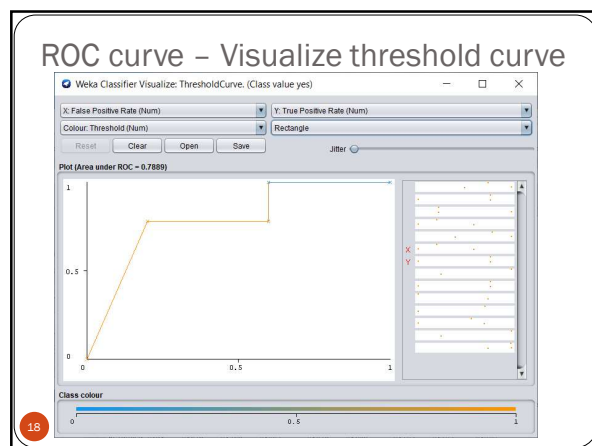 ROC curve – Visualize threshold curve
Weka Classifier Visualize: ThresholdCurve. (Class value yes)
X: False Positive Rate (Num) Y: True Positive Rate (Num)
Colour: Threshold (Num) Rectangle
Reset Clear Open Save Jitter
Plot (Area under ROC = 0.7889)
1
0.5
0
0 0.5 1
X
Y
Class colour
0 0.5 1
18